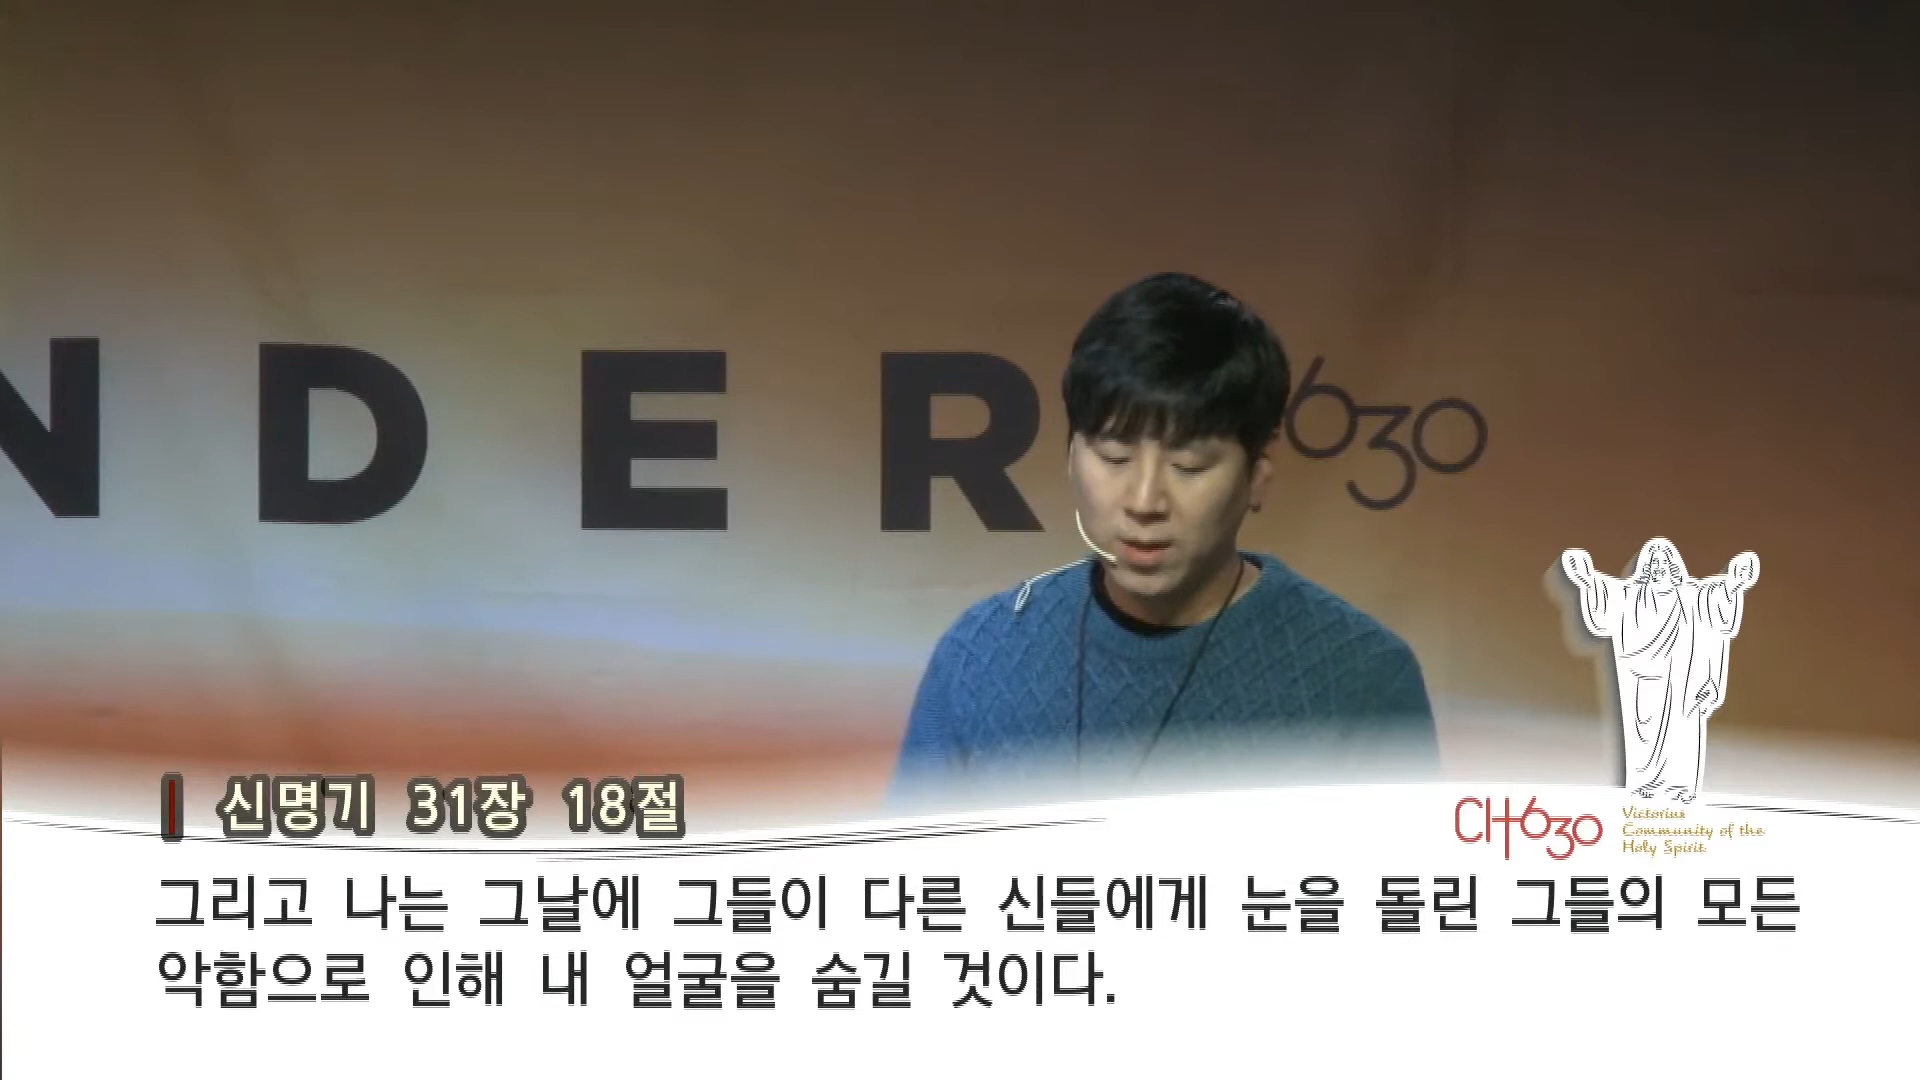 NDER
630
신명기 31장 18절
CH630
Victorius
Community of the
Holy Spirit
그리고 나는 그날에 그들이 다른 신들에게 눈을 돌린 그들의 모든
악함으로 인해 내 얼굴을 숨길 것이다.